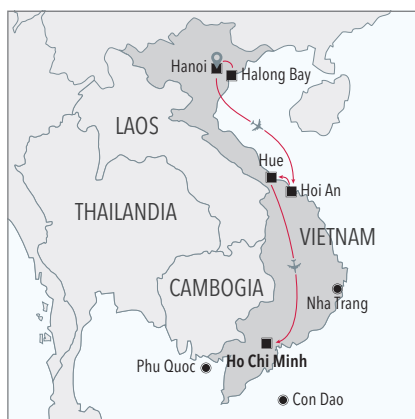 Hanoi
Halong Bay
LAOS
Hue
Hoi An
THAILANDIA
VIETNAM
CAMBOGIA
Nha Trang
Ho Chi Minh
Phu Quoc
Con Dao